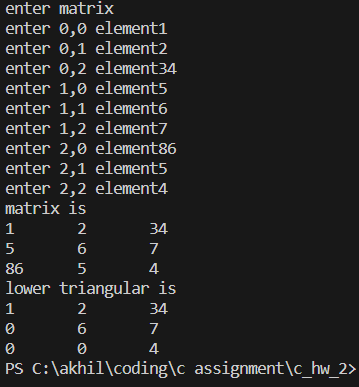 enter matrix
enter 0,0 element1
enter 0,1 element2
enter 0,2 element34
enter 1,0 element5
enter 1,1 element6
enter 1,2 element7
enter 2,0 element86
enter 2,1 element5
enter 2,2 element4
matrix is
1 2 34
5 6 7
86 5 4
lower triangular is
1 2 34
0 6 7
0 0 4
PS C:\akhil\coding\c assignment\c_hw_2>